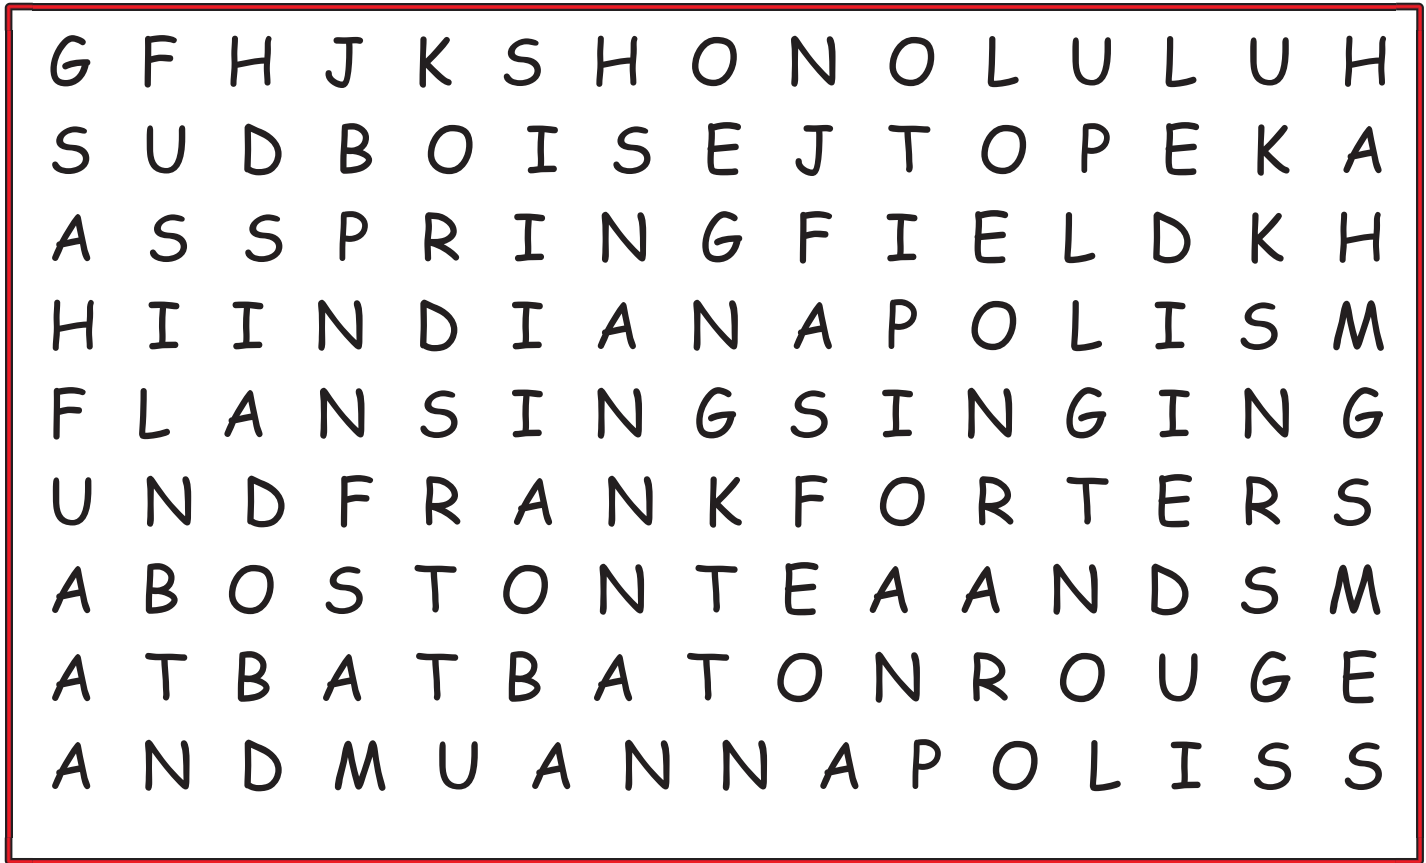 G F H J K S H O N O L U L U H
S U D B O I S E J T O P E K A
A S S P R I N G F I E L D K H
H I I N D I A N A P O L I S M
F L A N S I N G S I N G I N G
U N D F R A N K F O R T E R S
A B O S T O N T E A A N D S M
A T B A T B A T O N R O U G E
A N D M U A N N A P O L I S S